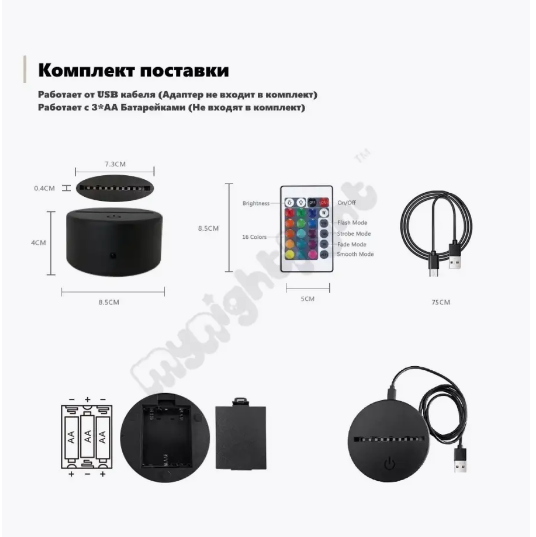 Комплект поставки
Работает от USB кабеля (Адаптер не входит в комплект)
Работает с 3*AA Батарейками (Не входят в комплект)
7.3CM
0.4CM
4CM
8.5CM
8.5CM
Brightness
16 Colors
On/Off
Flash Mode
Strobe Mode
Fade Mode
Smooth Mode
5CM
75CM
mynightlight™
− + −
AA AA AA
+ − +